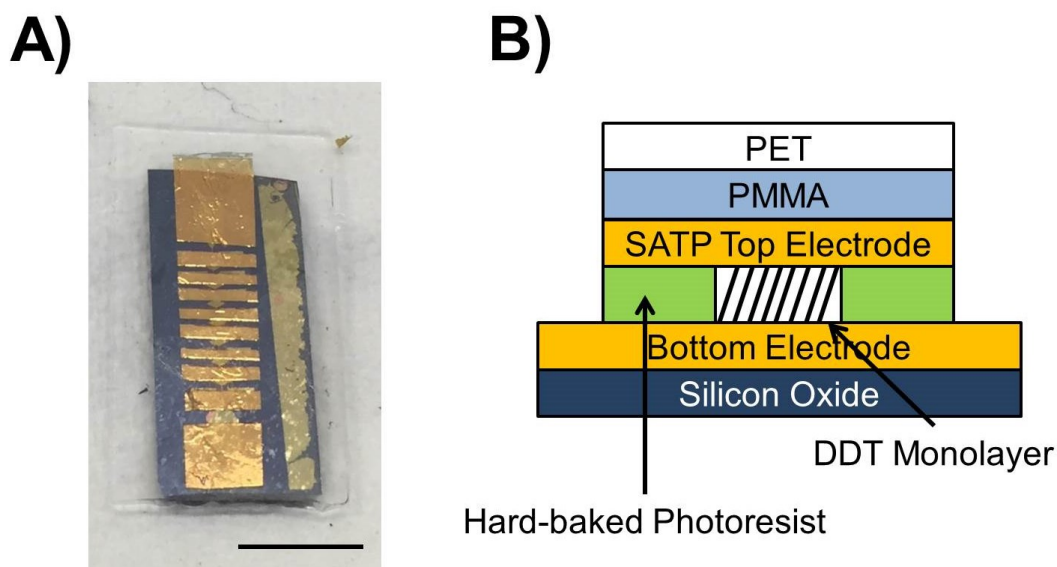 A)
B)
PET
PMMA
SATP Top Electrode
Bottom Electrode
Silicon Oxide
DDT Monolayer
Hard-baked Photoresist